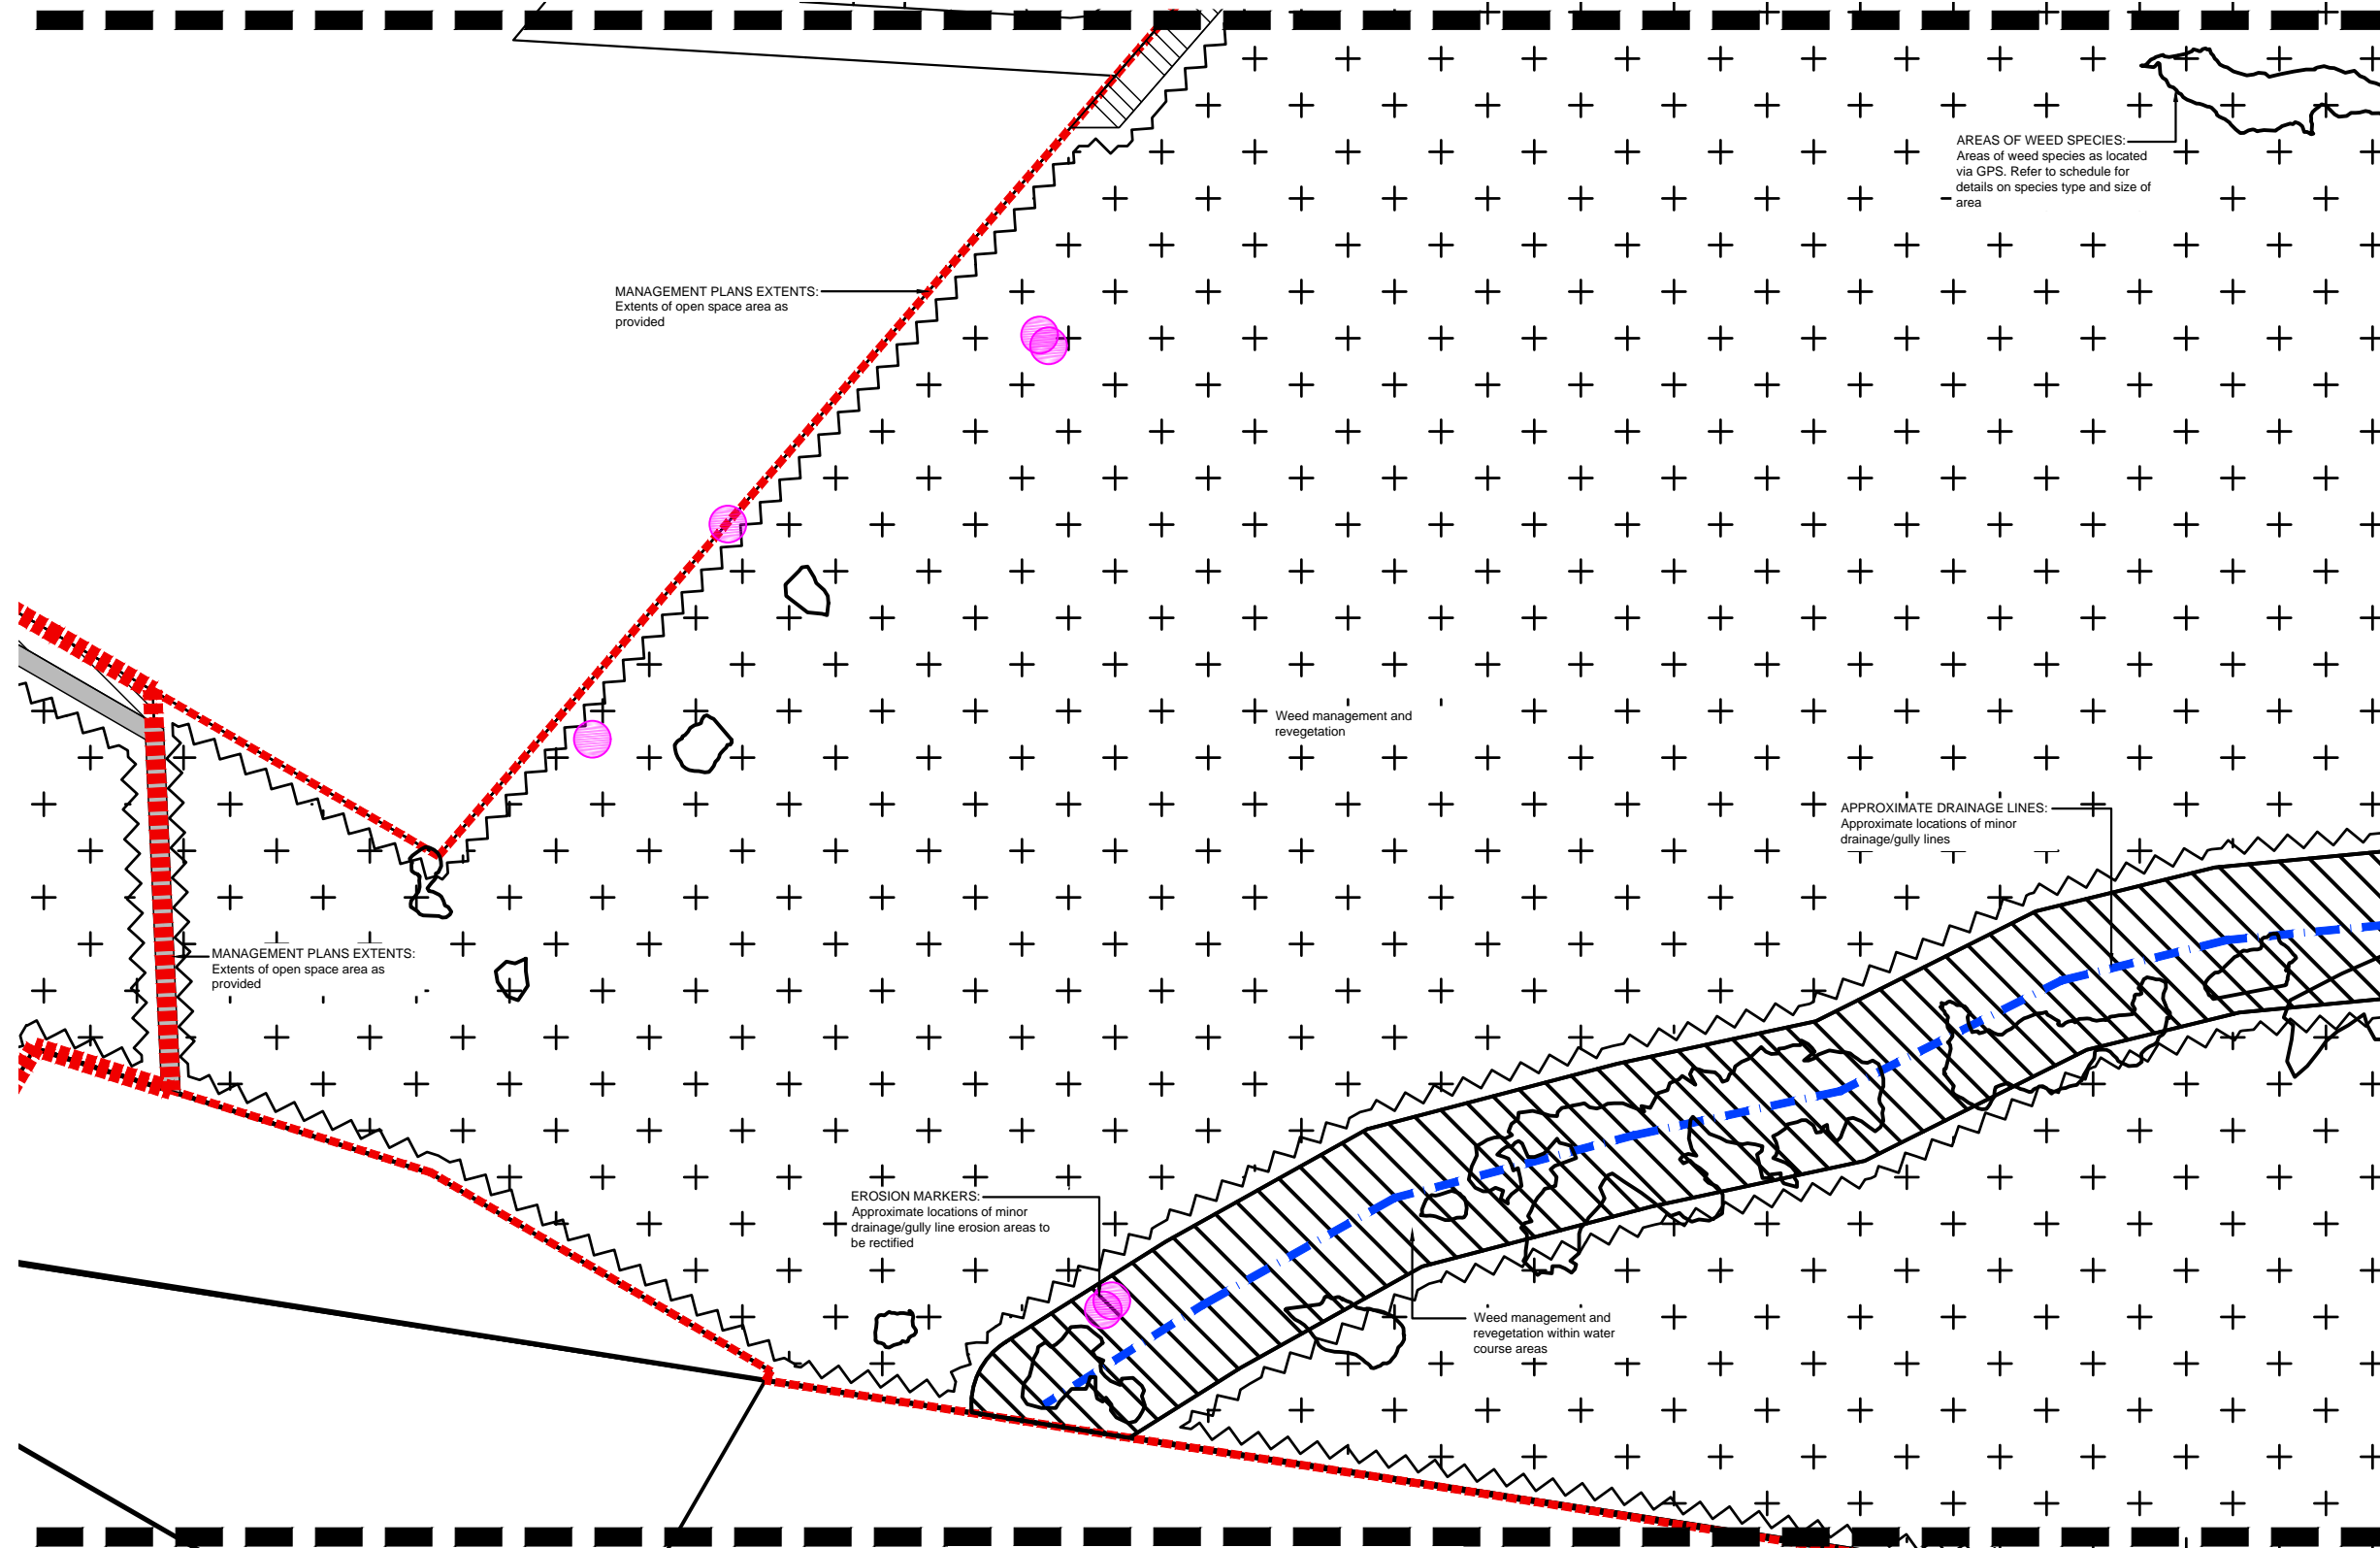 AREAS OF WEED SPECIES:
Areas of weed species as located
via GPS. Refer to schedule for
details on species type and size of
area
MANAGEMENT PLANS EXTENTS:
Extents of open space area as
provided
Weed management and
revegetation
APPROXIMATE DRAINAGE LINES:
Approximate locations of minor
drainage/gully lines
MANAGEMENT PLANS EXTENTS:
Extents of open space area as
provided
EROSION MARKERS:
Approximate locations of minor
drainage/gully line erosion areas to
be rectified
Weed management and
revegetation within water
course areas